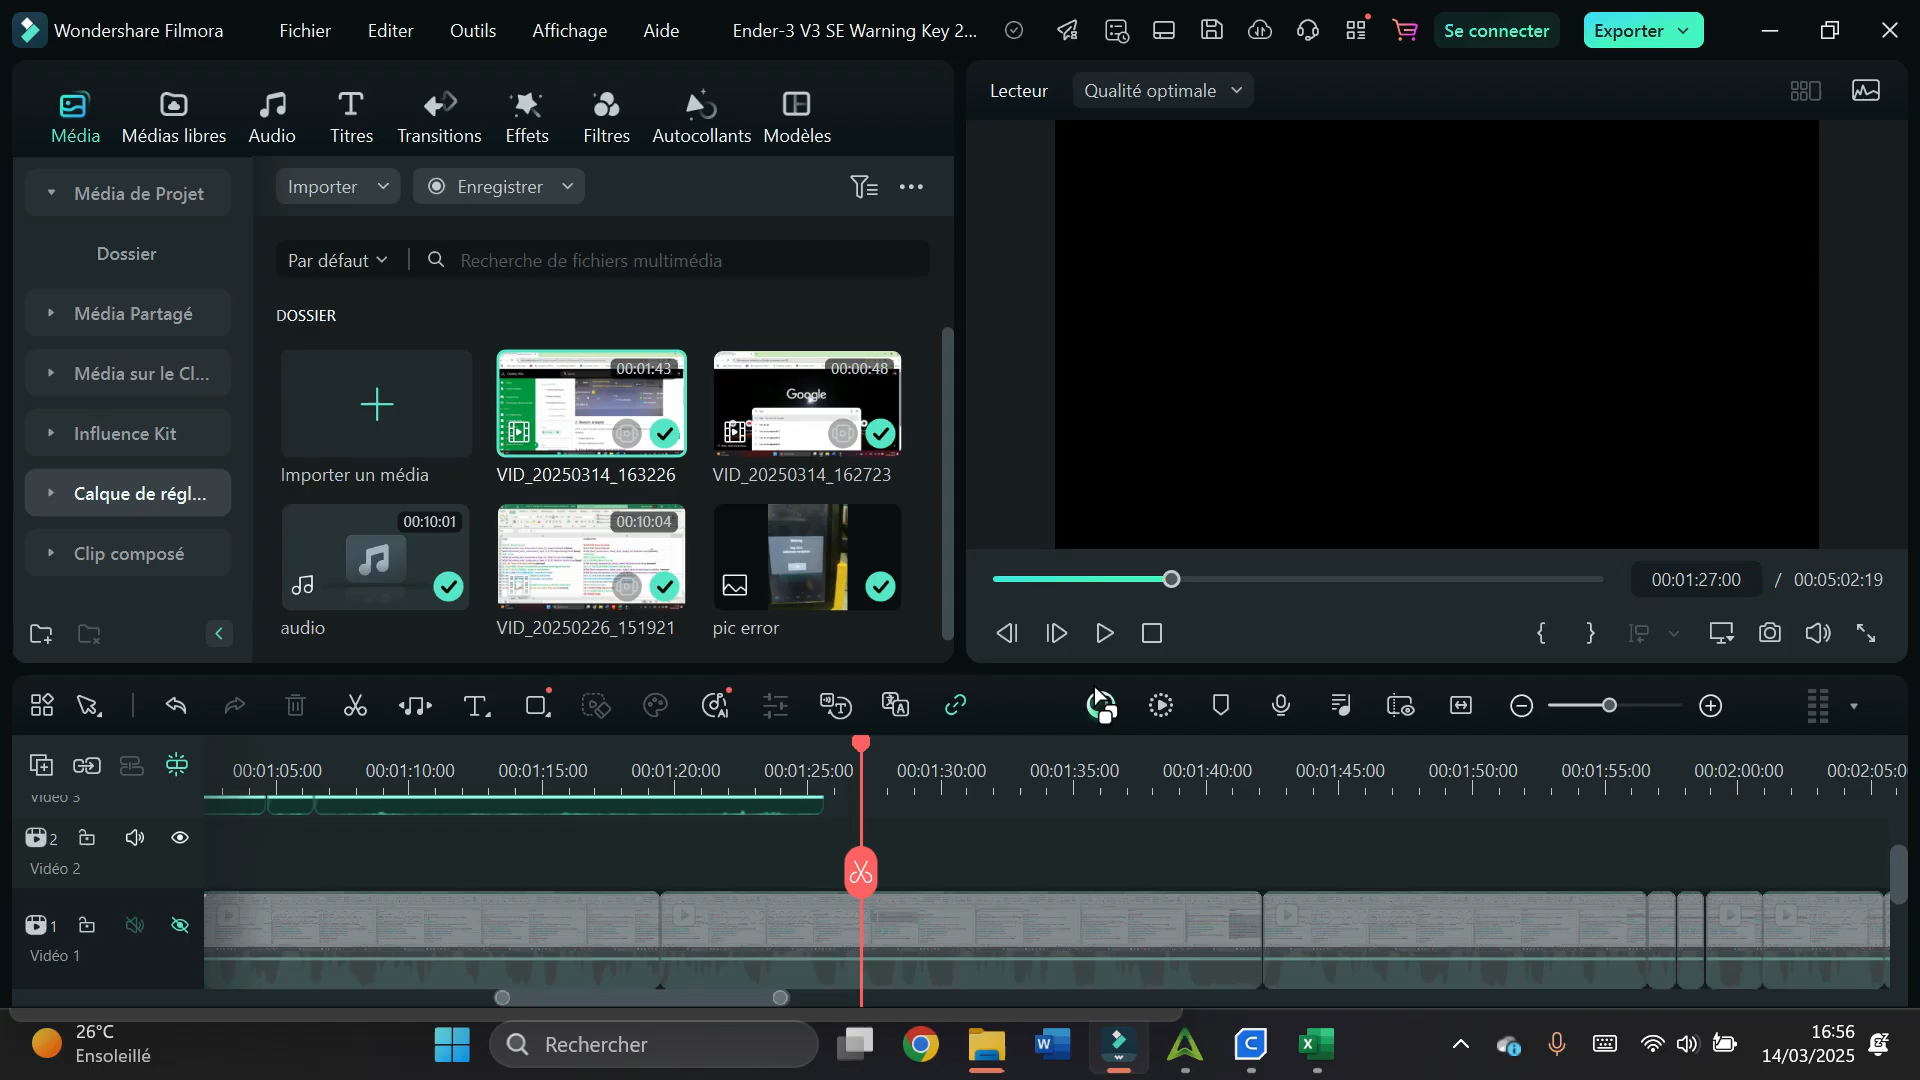 Wondershare Filmora
Fichier
Editer
Outils
Affichage
Aide
Ender-3 V3 SE Warning Key 2...
Se connecter
Exporter
Média
Médias libres
Audio
Titres
Transitions
Effets
Filtres
Autocollants
Modèles
Lecteur
Qualité optimale
Média de Projet
Dossier
Média Partagé
Média sur le Cl...
Influence Kit
Calque de régl...
Clip composé
Importer
Enregistrer
Par défaut
Recherche de fichiers multimédia
DOSSIER
Importer un média
00:01:43
VID_20250314_163226
00:00:48
Google
VID_20250314_162723
00:10:01
audio
00:10:04
VID_20250226_151921
pic error
00:01:27:00 / 00:05:02:19
00:01:05:00
00:01:10:00
00:01:15:00
00:01:20:00
00:01:25:00
00:01:30:00
00:01:35:00
00:01:40:00
00:01:45:00
00:01:50:00
00:01:55:00
00:02:00:00
00:02:05:0
Vidéo 3
2
Vidéo 2
1
Vidéo 1
26°C
Ensoleillé
Rechercher
16:56
14/03/2025